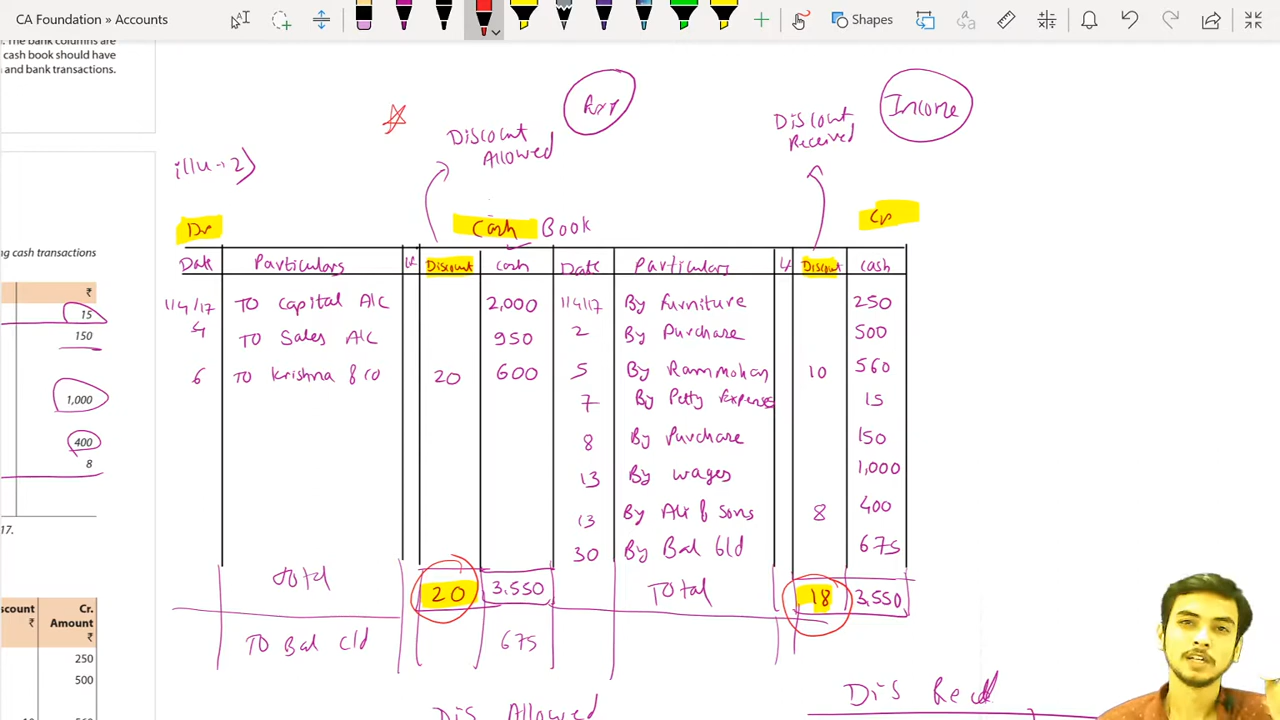 CA Foundation > Accounts
Shapes
. The bank columns are
cash book should have
and bank transactions.
Exp
Income
Discount
Allowed
Discount
Received
illu → 2)
ng cash transactions
₹
15
150
1,000
400
8
17.
scount
₹
Cr.
Amount
₹
250
500
Dr
Cash Book
Cr
Date Particulars Discount Cash Date Particulars Discount Cash
1/4/17 TO Capital A/C 2,000 1/4/17 By furniture 250
4 TO Sales A/C 950 2 By Purchase 500
6 TO Krishna & co 20 600 5 By Rammohan 10 560
7 By Petty Expenses 15
8 By Purchase 150
13 By wages 1,000
13 By & Sons 8 400
30 By Bal 675
Total 20 3,550 Total 18 3,550
TO Bal c/d 675
Dis Allowed
Dis Recd